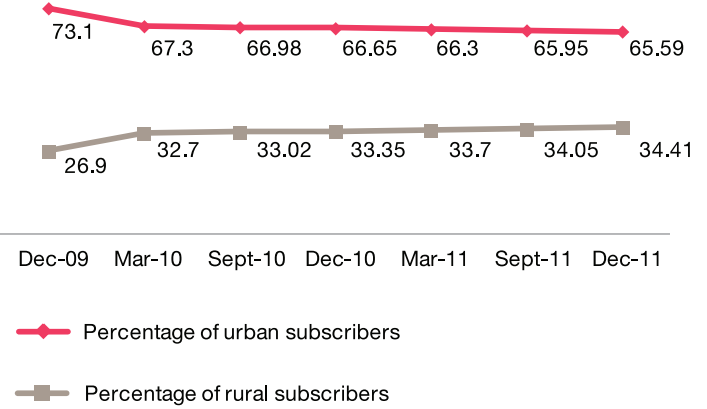 73.1 67.3 66.98 66.65 66.3 65.95 65.59
26.9 32.7 33.02 33.35 33.7 34.05 34.41
Dec-09 Mar-10 Sept-10 Dec-10 Mar-11 Sept-11 Dec-11
Percentage of urban subscribers
Percentage of rural subscribers